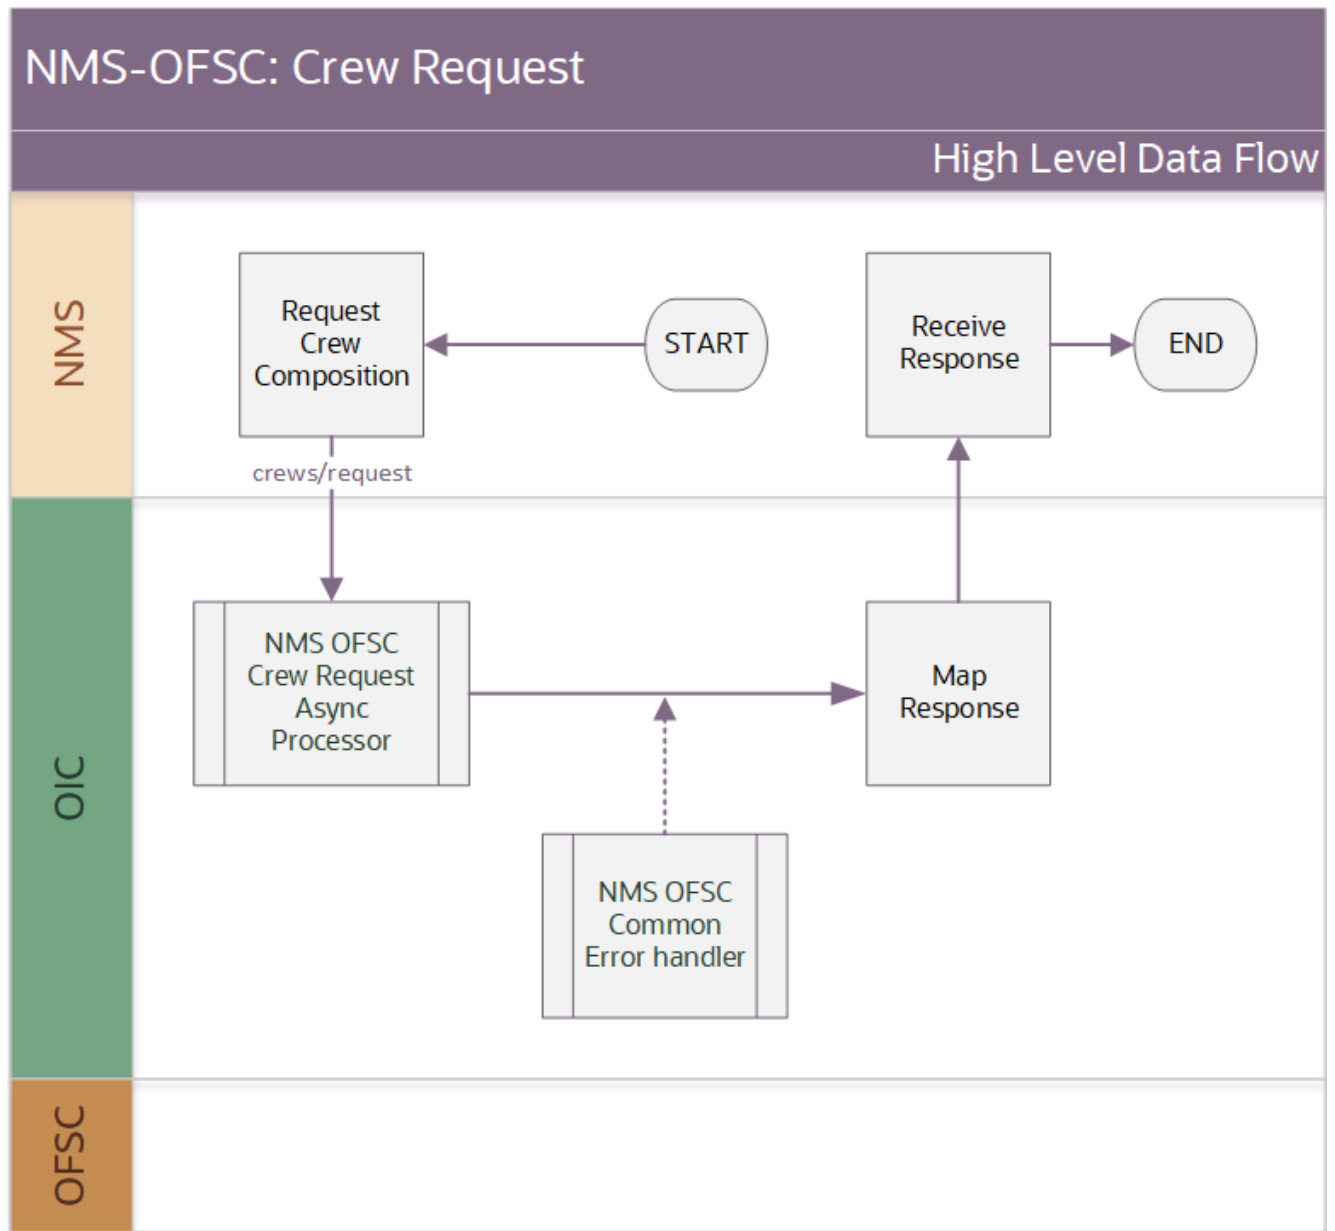 NMS-OFSC: Crew Request
High Level Data Flow
NMS
Request
Crew
Composition
START
Receive
Response
END
crews/request
OIC
NMS OFSC
Crew Request
Async
Processor
Map
Response
NMS OFSC
Common
Error handler
OFSC